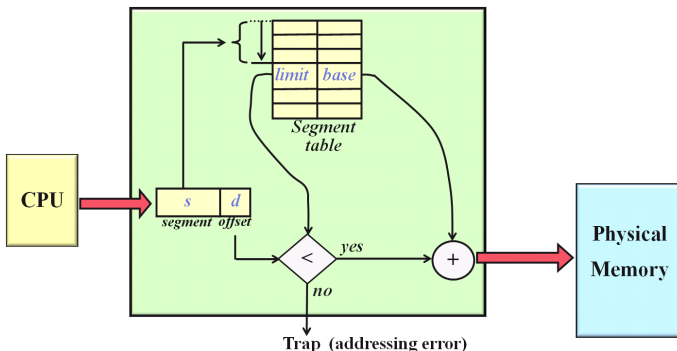 limit base
Segment
table
CPU
s d
segment offset
< yes +
no
Physical
Memory
Trap (addressing error)